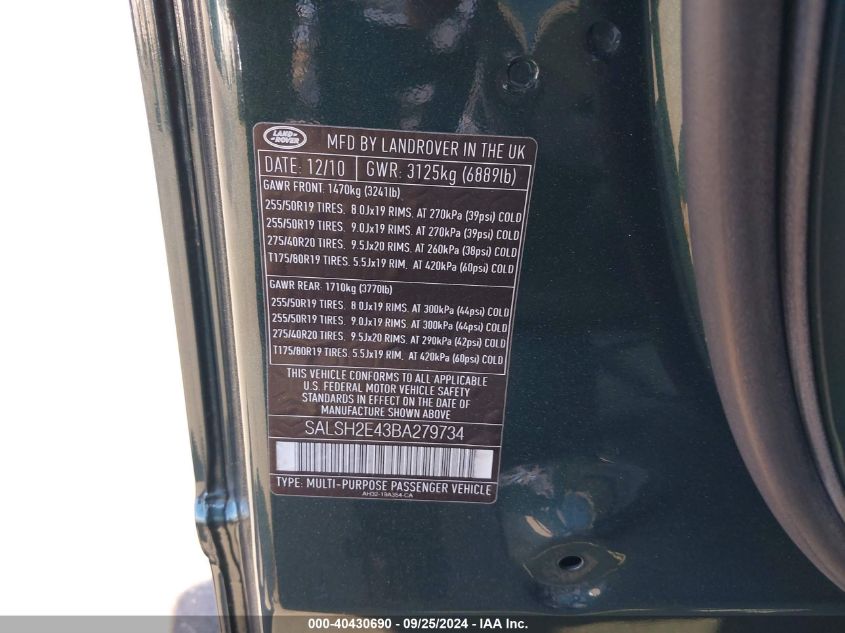 LAND-
ROVER
MFD BY LANDROVER IN THE UK
DATE: 12/10 GWR: 3125kg (6889lb)
GAWR FRONT: 1470kg (3241lb)
255/50R19 TIRES. 8.0Jx19 RIMS. AT 270kPa (39psi) COLD
255/50R19 TIRES. 9.0Jx19 RIMS. AT 270kPa (39psi) COLD
275/40R20 TIRES. 9.5Jx20 RIMS. AT 260kPa (38psi) COLD
T175/80R19 TIRES. 5.5Jx19 RIM. AT 420kPa (60psi) COLD
GAWR REAR: 1710kg (3770lb)
255/50R19 TIRES. 8.0Jx19 RIMS. AT 300kPa (44psi) COLD
255/50R19 TIRES. 9.0Jx19 RIMS. AT 300kPa (44psi) COLD
275/40R20 TIRES. 9.5Jx20 RIMS. AT 290kPa (42psi) COLD
T175/80R19 TIRES. 5.5Jx19 RIM. AT 420kPa (60psi) COLD
THIS VEHICLE CONFORMS TO ALL APPLICABLE
U.S. FEDERAL MOTOR VEHICLE SAFETY
STANDARDS IN EFFECT ON THE DATE OF
MANUFACTURE SHOWN ABOVE
SALSH2E43BA279734
TYPE: MULTI-PURPOSE PASSENGER VEHICLE
AH32-19A354-CA
000-40430690 - 09/25/2024 - IAA Inc.